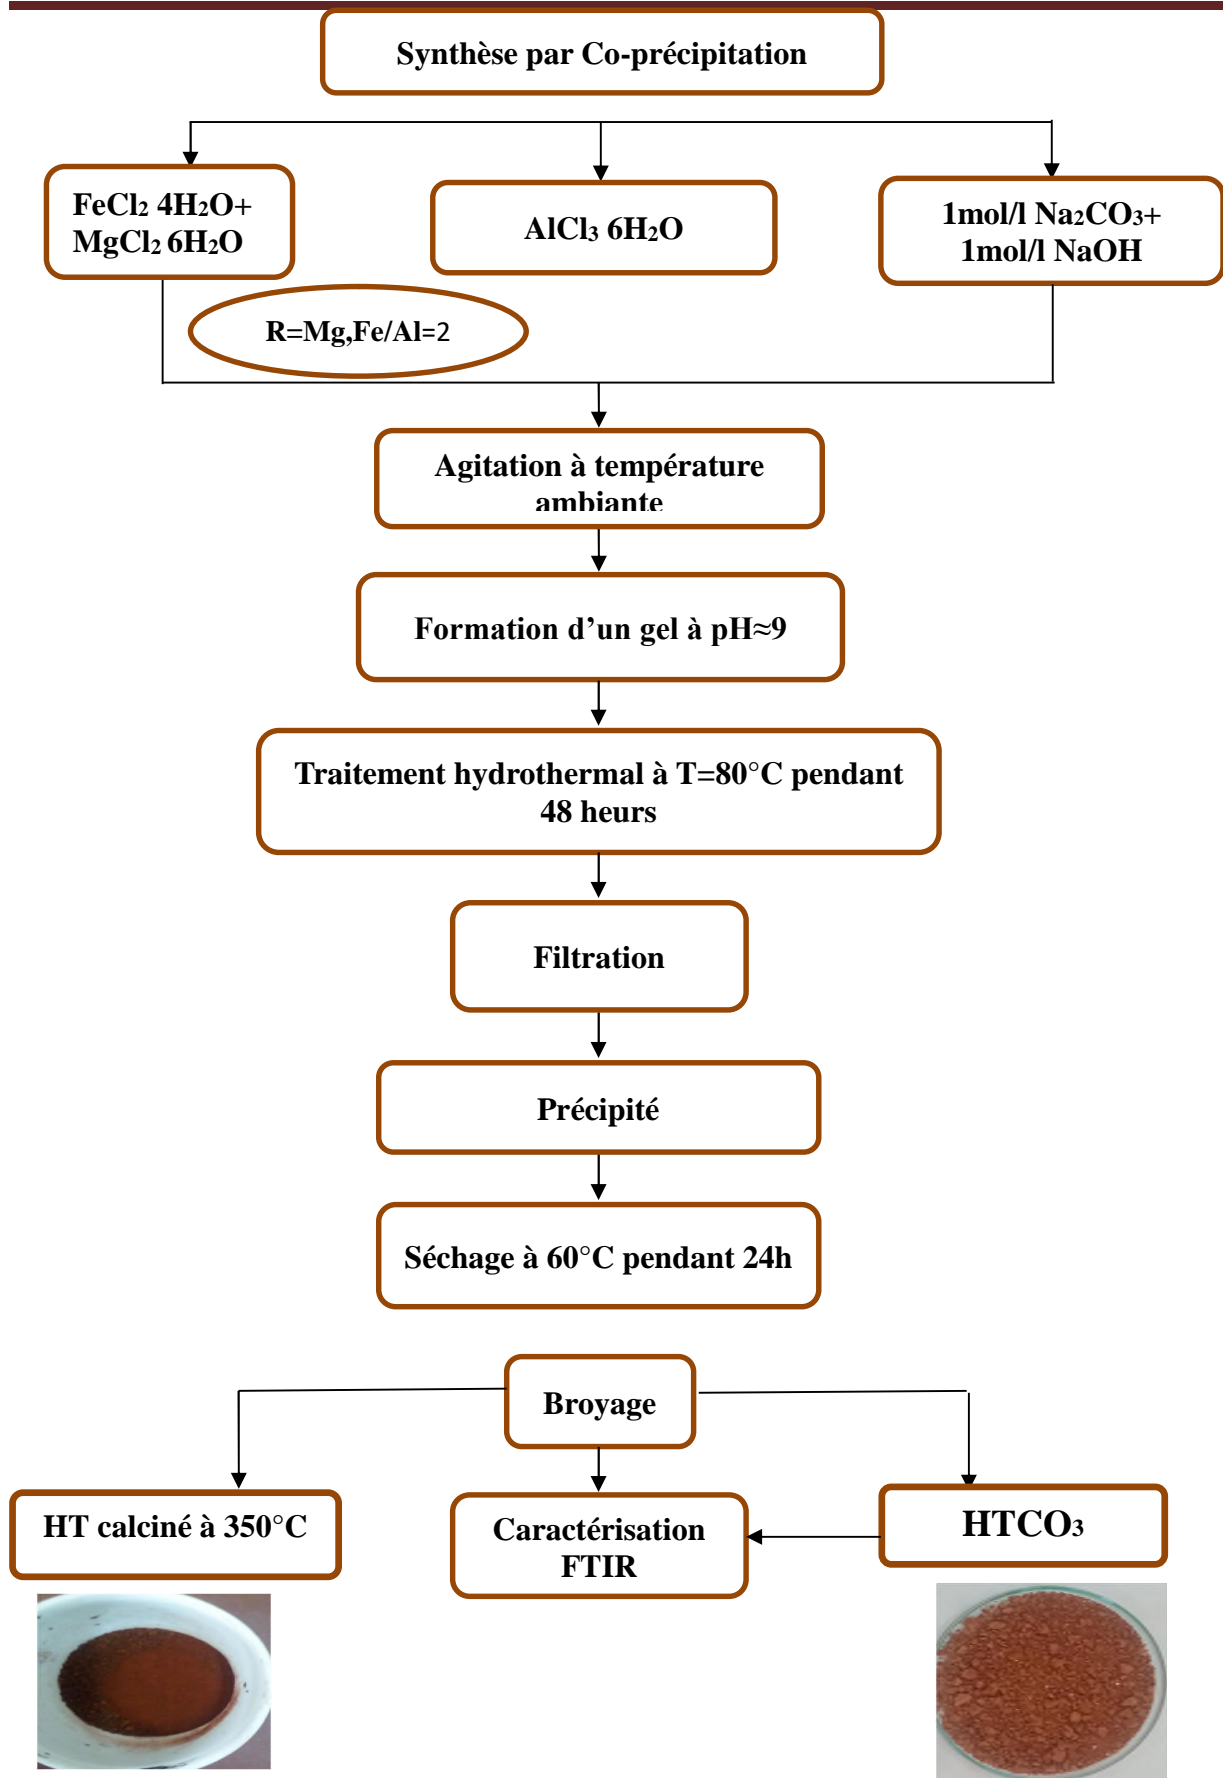 Synthèse par Co-précipitation
FeCl₂ 4H₂O+
MgCl₂ 6H₂O
AlCl₃ 6H₂O
1mol/l Na₂CO₃+
1mol/l NaOH
R=Mg,Fe/Al=2
Agitation à température
ambiante
Formation d’un gel à pH≈9
Traitement hydrothermal à T=80°C pendant
48 heurs
Filtration
Précipité
Séchage à 60°C pendant 24h
Broyage
HT calciné à 350°C
Caractérisation
FTIR
HTCO₃